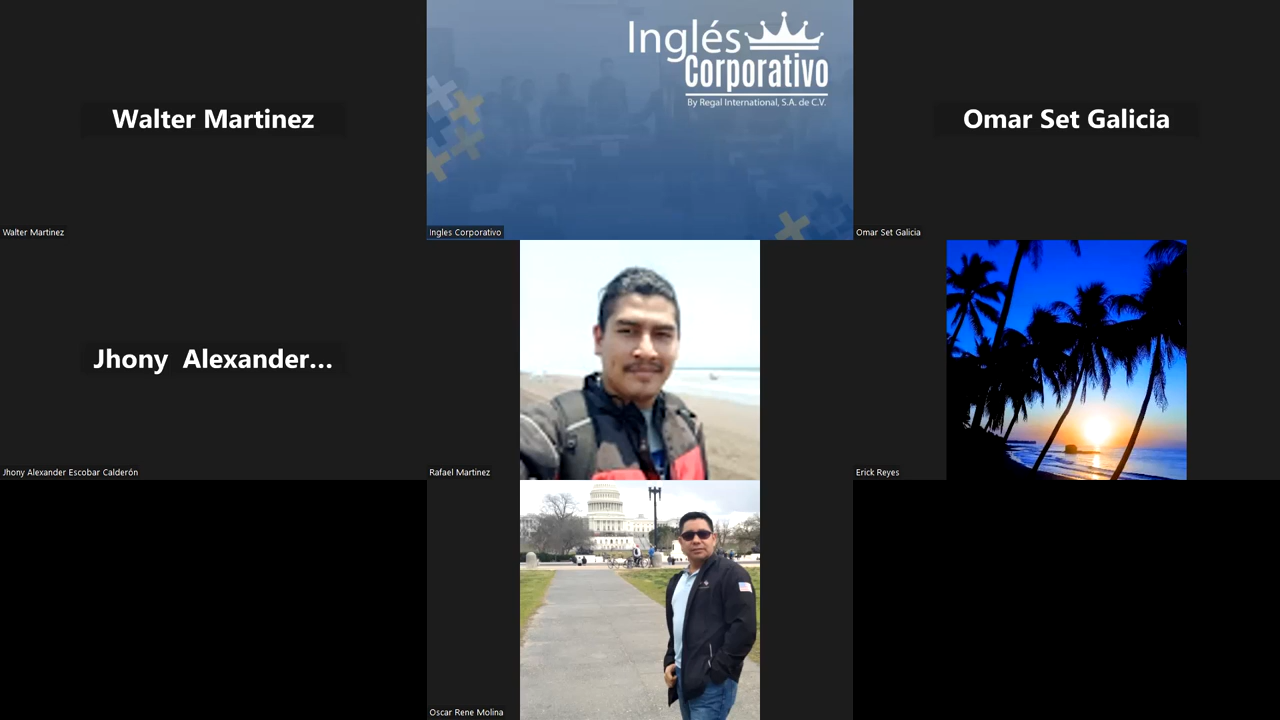 Walter Martinez
Walter Martinez
Inglés
Corporativo
By Regal International, S.A. de C.V.
Ingles Corporativo
Omar Set Galicia
Omar Set Galicia
Jhony Alexander...
Jhony Alexander Escobar Calderón
Rafael Martinez
Erick Reyes
Oscar Rene Molina